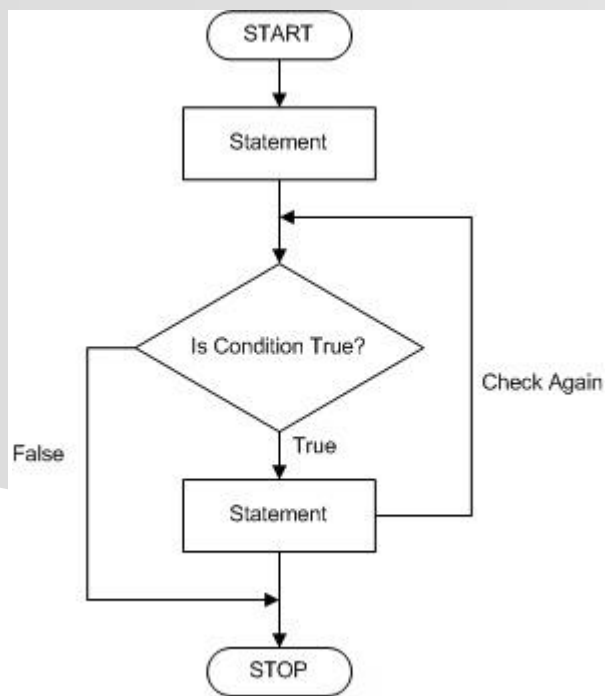 START
Statement
Is Condition True?
Check Again
True
False
Statement
STOP